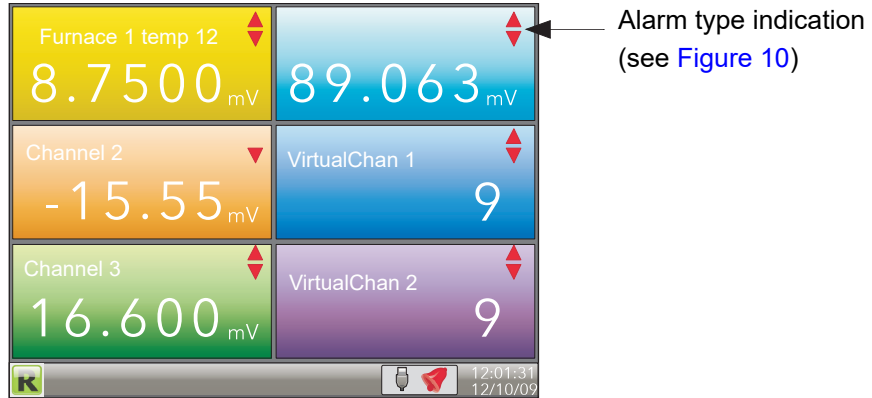 Furnace 1 temp 12
8.7500 mV
89.063 mV
Alarm type indication
(see Figure 10)
Channel 2
-15.55 mV
VirtualChan 1
9
Channel 3
16.600 mV
VirtualChan 2
9
R
12:01:31
12/10/09